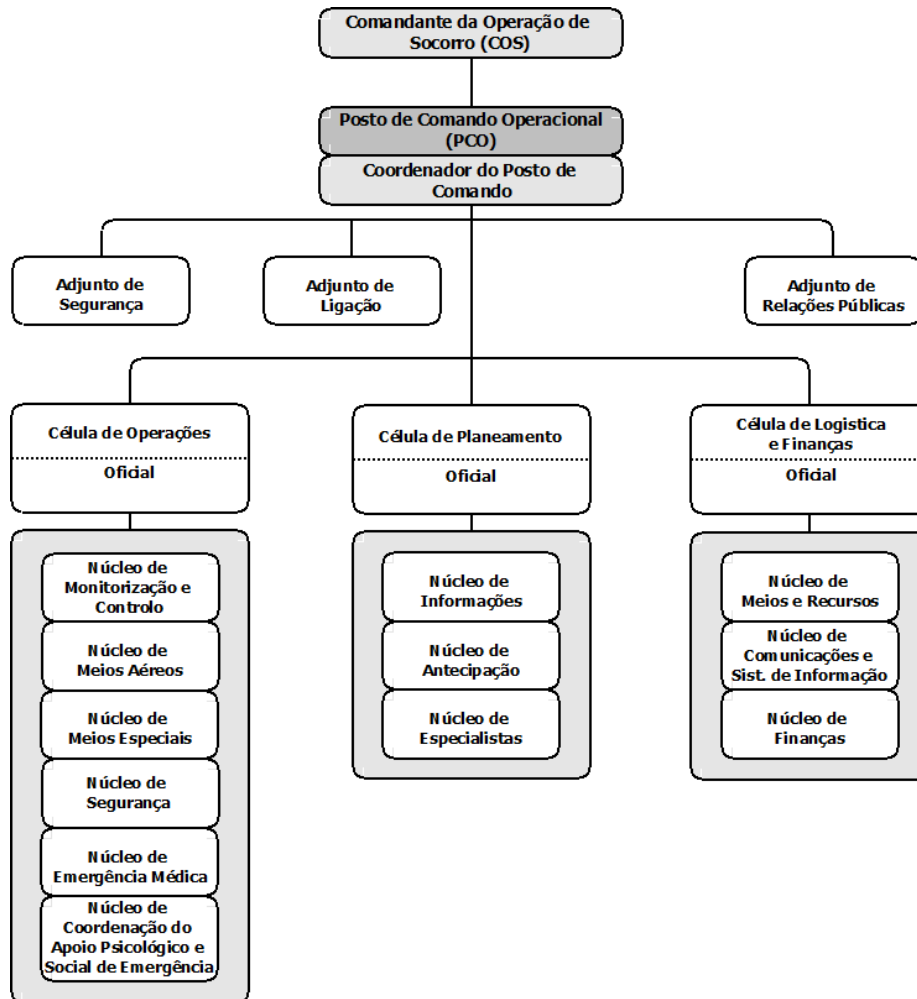 Comandante da Operação de
Socorro (COS)
Posto de Comando Operacional
(PCO)
Coordenador do Posto de
Comando
Adjunto de
Segurança
Adjunto de
Ligação
Adjunto de
Relações Públicas
Célula de Operações
Oficial
Célula de Planeamento
Oficial
Célula de Logistica
e Finanças
Oficial
Núcleo de
Monitorização e
Controlo
Núcleo de
Meios Aéreos
Núcleo de
Meios Especiais
Núcleo de
Segurança
Núcleo de
Emergência Médica
Núcleo de
Coordenação do
Apoio Psicológico e
Social de Emergência
Núcleo de
Informações
Núcleo de
Antecipação
Núcleo de
Especialistas
Núcleo de
Meios e Recursos
Núcleo de
Comunicações e
Sist. de Informação
Núcleo de
Finanças